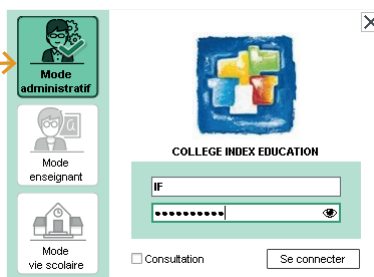 Mode
administratif
Mode
enseignant
Mode
vie scolaire
COLLEGE INDEX EDUCATION
IF
••••••••••
Consultation
Se connecter